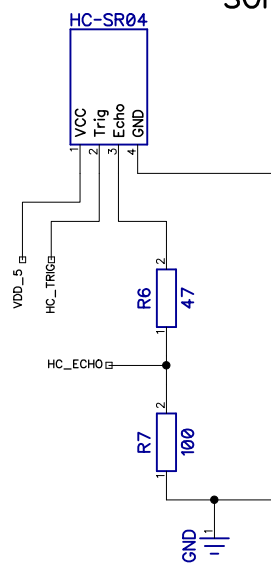 HC-SR04
VCC
Trig
Echo
GND
1
2
3
4
VDD_5
HC_TRIG
2
R6
47
1
HC_ECHO
2
R7
100
1
GND
1